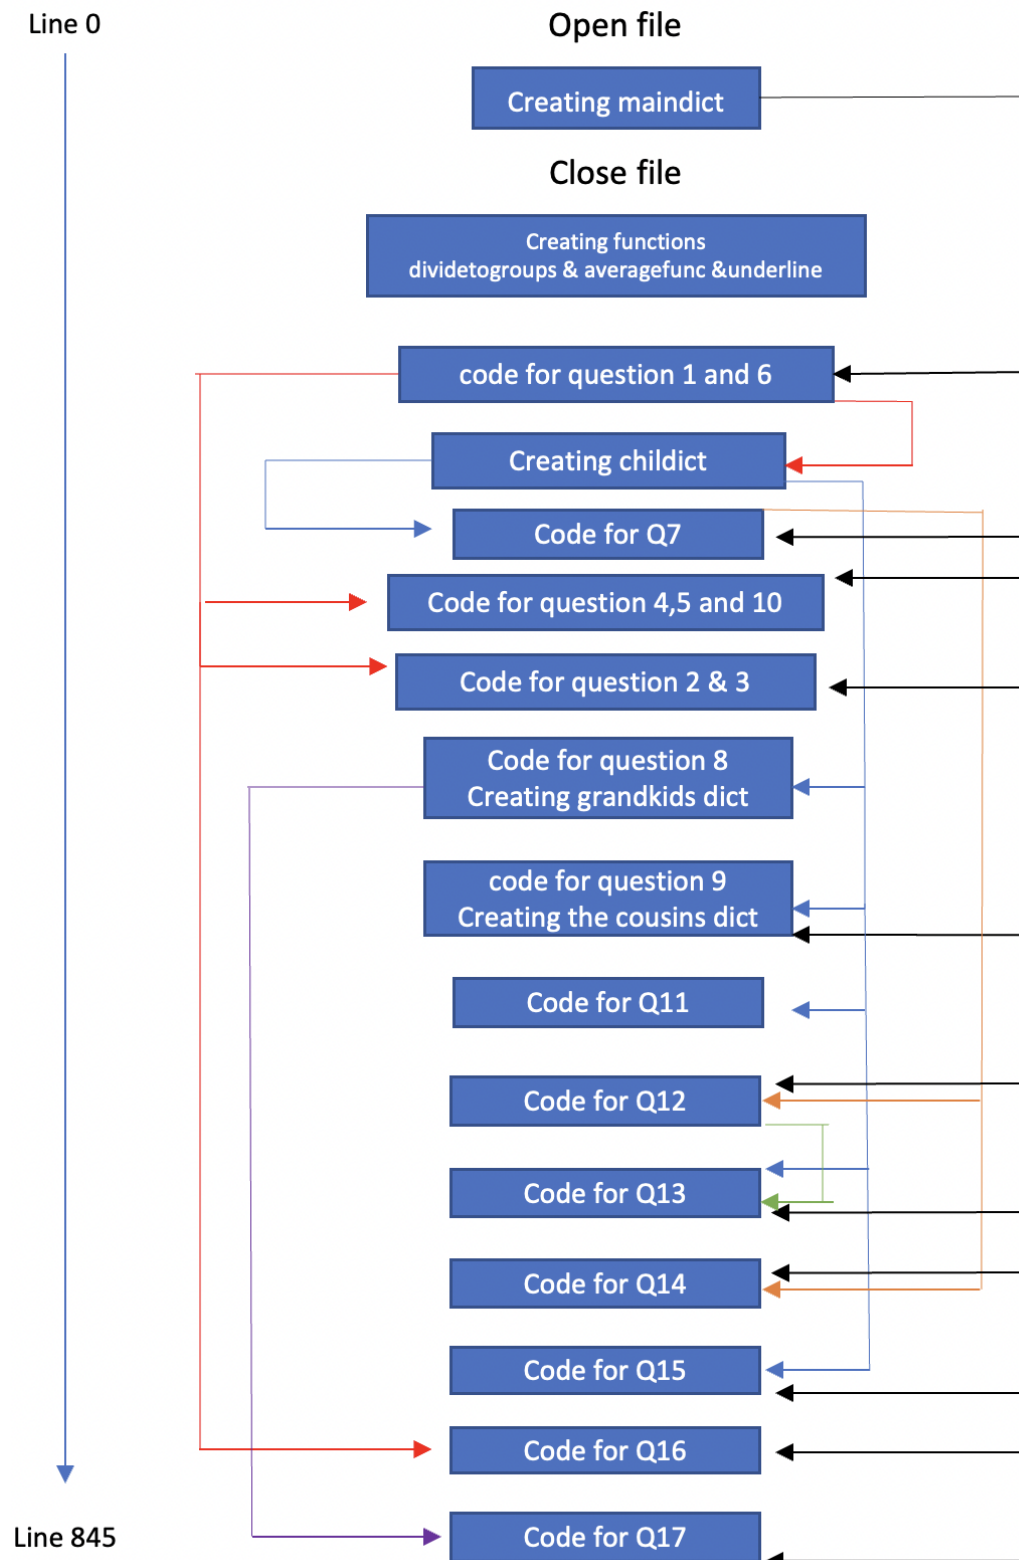 Line 0
Open file
Creating maindict
Close file
Creating functions
dividetogroups & averagefunc &underline
code for question 1 and 6
Creating childict
Code for Q7
Code for question 4,5 and 10
Code for question 2 & 3
Code for question 8
Creating grandkids dict
code for question 9
Creating the cousins dict
Code for Q11
Code for Q12
Code for Q13
Code for Q14
Code for Q15
Code for Q16
Line 845
Code for Q17